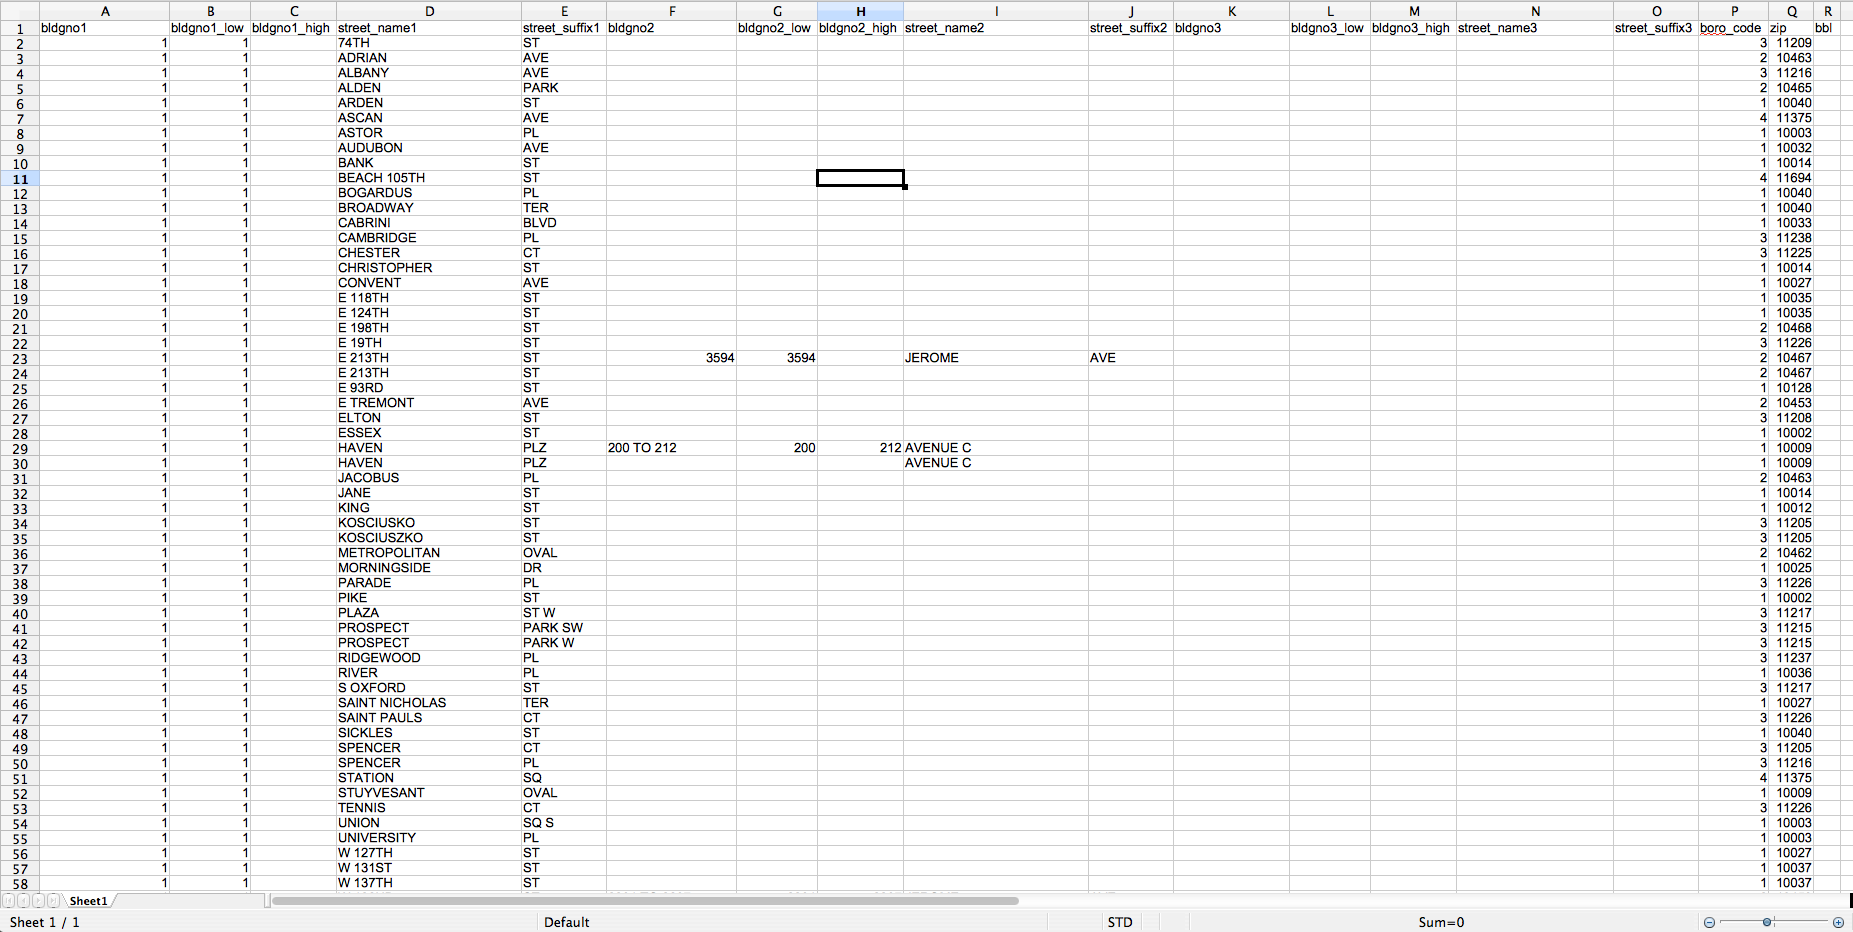 A B C D E F G H I J K L M N O P Q R
1 bldgno1 bldgno1_low bldgno1_high street_name1 street_suffix1 bldgno2 bldgno2_low bldgno2_high street_name2 street_suffix2 bldgno3 bldgno3_low bldgno3_high street_name3 street_suffix3 boro_code zip bbl
2 1 1 74TH ST 3 11209
3 1 1 ADRIAN AVE 2 10463
4 1 1 ALBANY AVE 3 11216
5 1 1 ALDEN PARK 2 10465
6 1 1 ARDEN ST 1 10040
7 1 1 ASCAN AVE 4 11375
8 1 1 ASTOR PL 1 10003
9 1 1 AUDUBON AVE 1 10032
10 1 1 BANK ST 1 10014
11 1 1 BEACH 105TH ST 4 11694
12 1 1 BOGARDUS PL 1 10040
13 1 1 BROADWAY TER 1 10040
14 1 1 CABRINI BLVD 1 10033
15 1 1 CAMBRIDGE PL 3 11238
16 1 1 CHESTER CT 3 11225
17 1 1 CHRISTOPHER ST 1 10014
18 1 1 CONVENT AVE 1 10027
19 1 1 E 118TH ST 1 10035
20 1 1 E 124TH ST 1 10035
21 1 1 E 198TH ST 2 10468
22 1 1 E 19TH ST 3 11226
23 1 1 E 213TH ST 3594 3594 JEROME AVE 2 10467
24 1 1 E 213TH ST 2 10467
25 1 1 E 93RD ST 1 10128
26 1 1 E TREMONT AVE 2 10453
27 1 1 ELTON ST 3 11208
28 1 1 ESSEX ST 1 10002
29 1 1 HAVEN PLZ 200 TO 212 200 212 AVENUE C 1 10009
30 1 1 HAVEN PLZ AVENUE C 1 10009
31 1 1 JACOBUS PL 2 10463
32 1 1 JANE ST 1 10014
33 1 1 KING ST 1 10012
34 1 1 KOSCIUSKO ST 3 11205
35 1 1 KOSCIUSZKO ST 3 11205
36 1 1 METROPOLITAN OVAL 2 10462
37 1 1 MORNINGSIDE DR 1 10025
38 1 1 PARADE PL 3 11226
39 1 1 PIKE ST 1 10002
40 1 1 PLAZA ST W 3 11217
41 1 1 PROSPECT PARK SW 3 11215
42 1 1 PROSPECT PARK W 3 11215
43 1 1 RIDGEWOOD PL 3 11237
44 1 1 RIVER PL 1 10036
45 1 1 S OXFORD ST 3 11217
46 1 1 SAINT NICHOLAS TER 1 10027
47 1 1 SAINT PAULS CT 3 11226
48 1 1 SICKLES ST 1 10040
49 1 1 SPENCER CT 3 11205
50 1 1 SPENCER PL 3 11216
51 1 1 STATION SQ 4 11375
52 1 1 STUYVESANT OVAL 1 10009
53 1 1 TENNIS CT 3 11226
54 1 1 UNION SQ S 1 10003
55 1 1 UNIVERSITY PL 1 10003
56 1 1 W 127TH ST 1 10027
57 1 1 W 131ST ST 1 10037
58 1 1 W 137TH ST 1 10037
Sheet1
Sheet 1 / 1 Default STD Sum=0